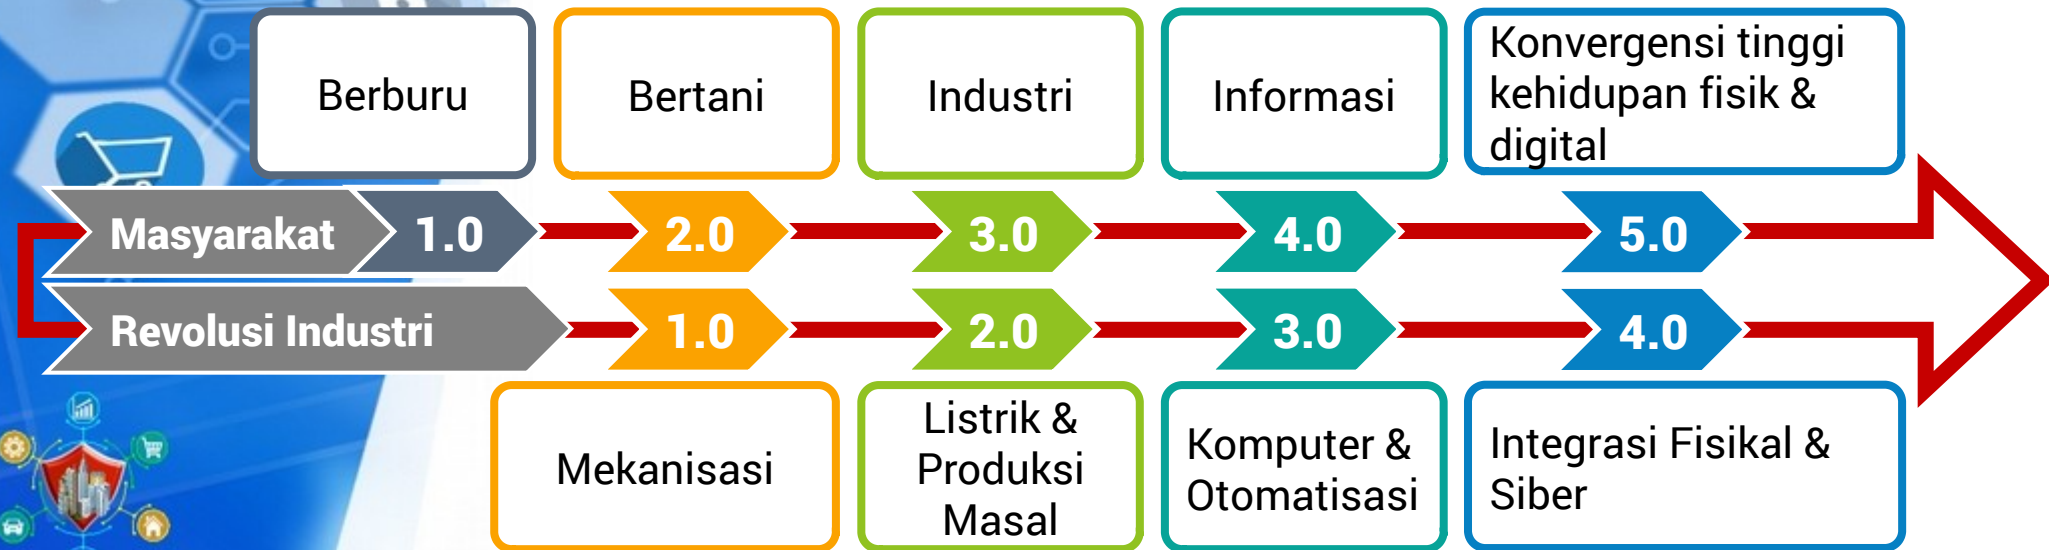 Berburu
Bertani
Industri
Informasi
Konvergensi tinggi
kehidupan fisik &
digital
Masyarakat
1.0
2.0
3.0
4.0
5.0
Revolusi Industri
1.0
2.0
3.0
4.0
Mekanisasi
Listrik &
Produksi
Masal
Komputer &
Otomatisasi
Integrasi Fisikal &
Siber